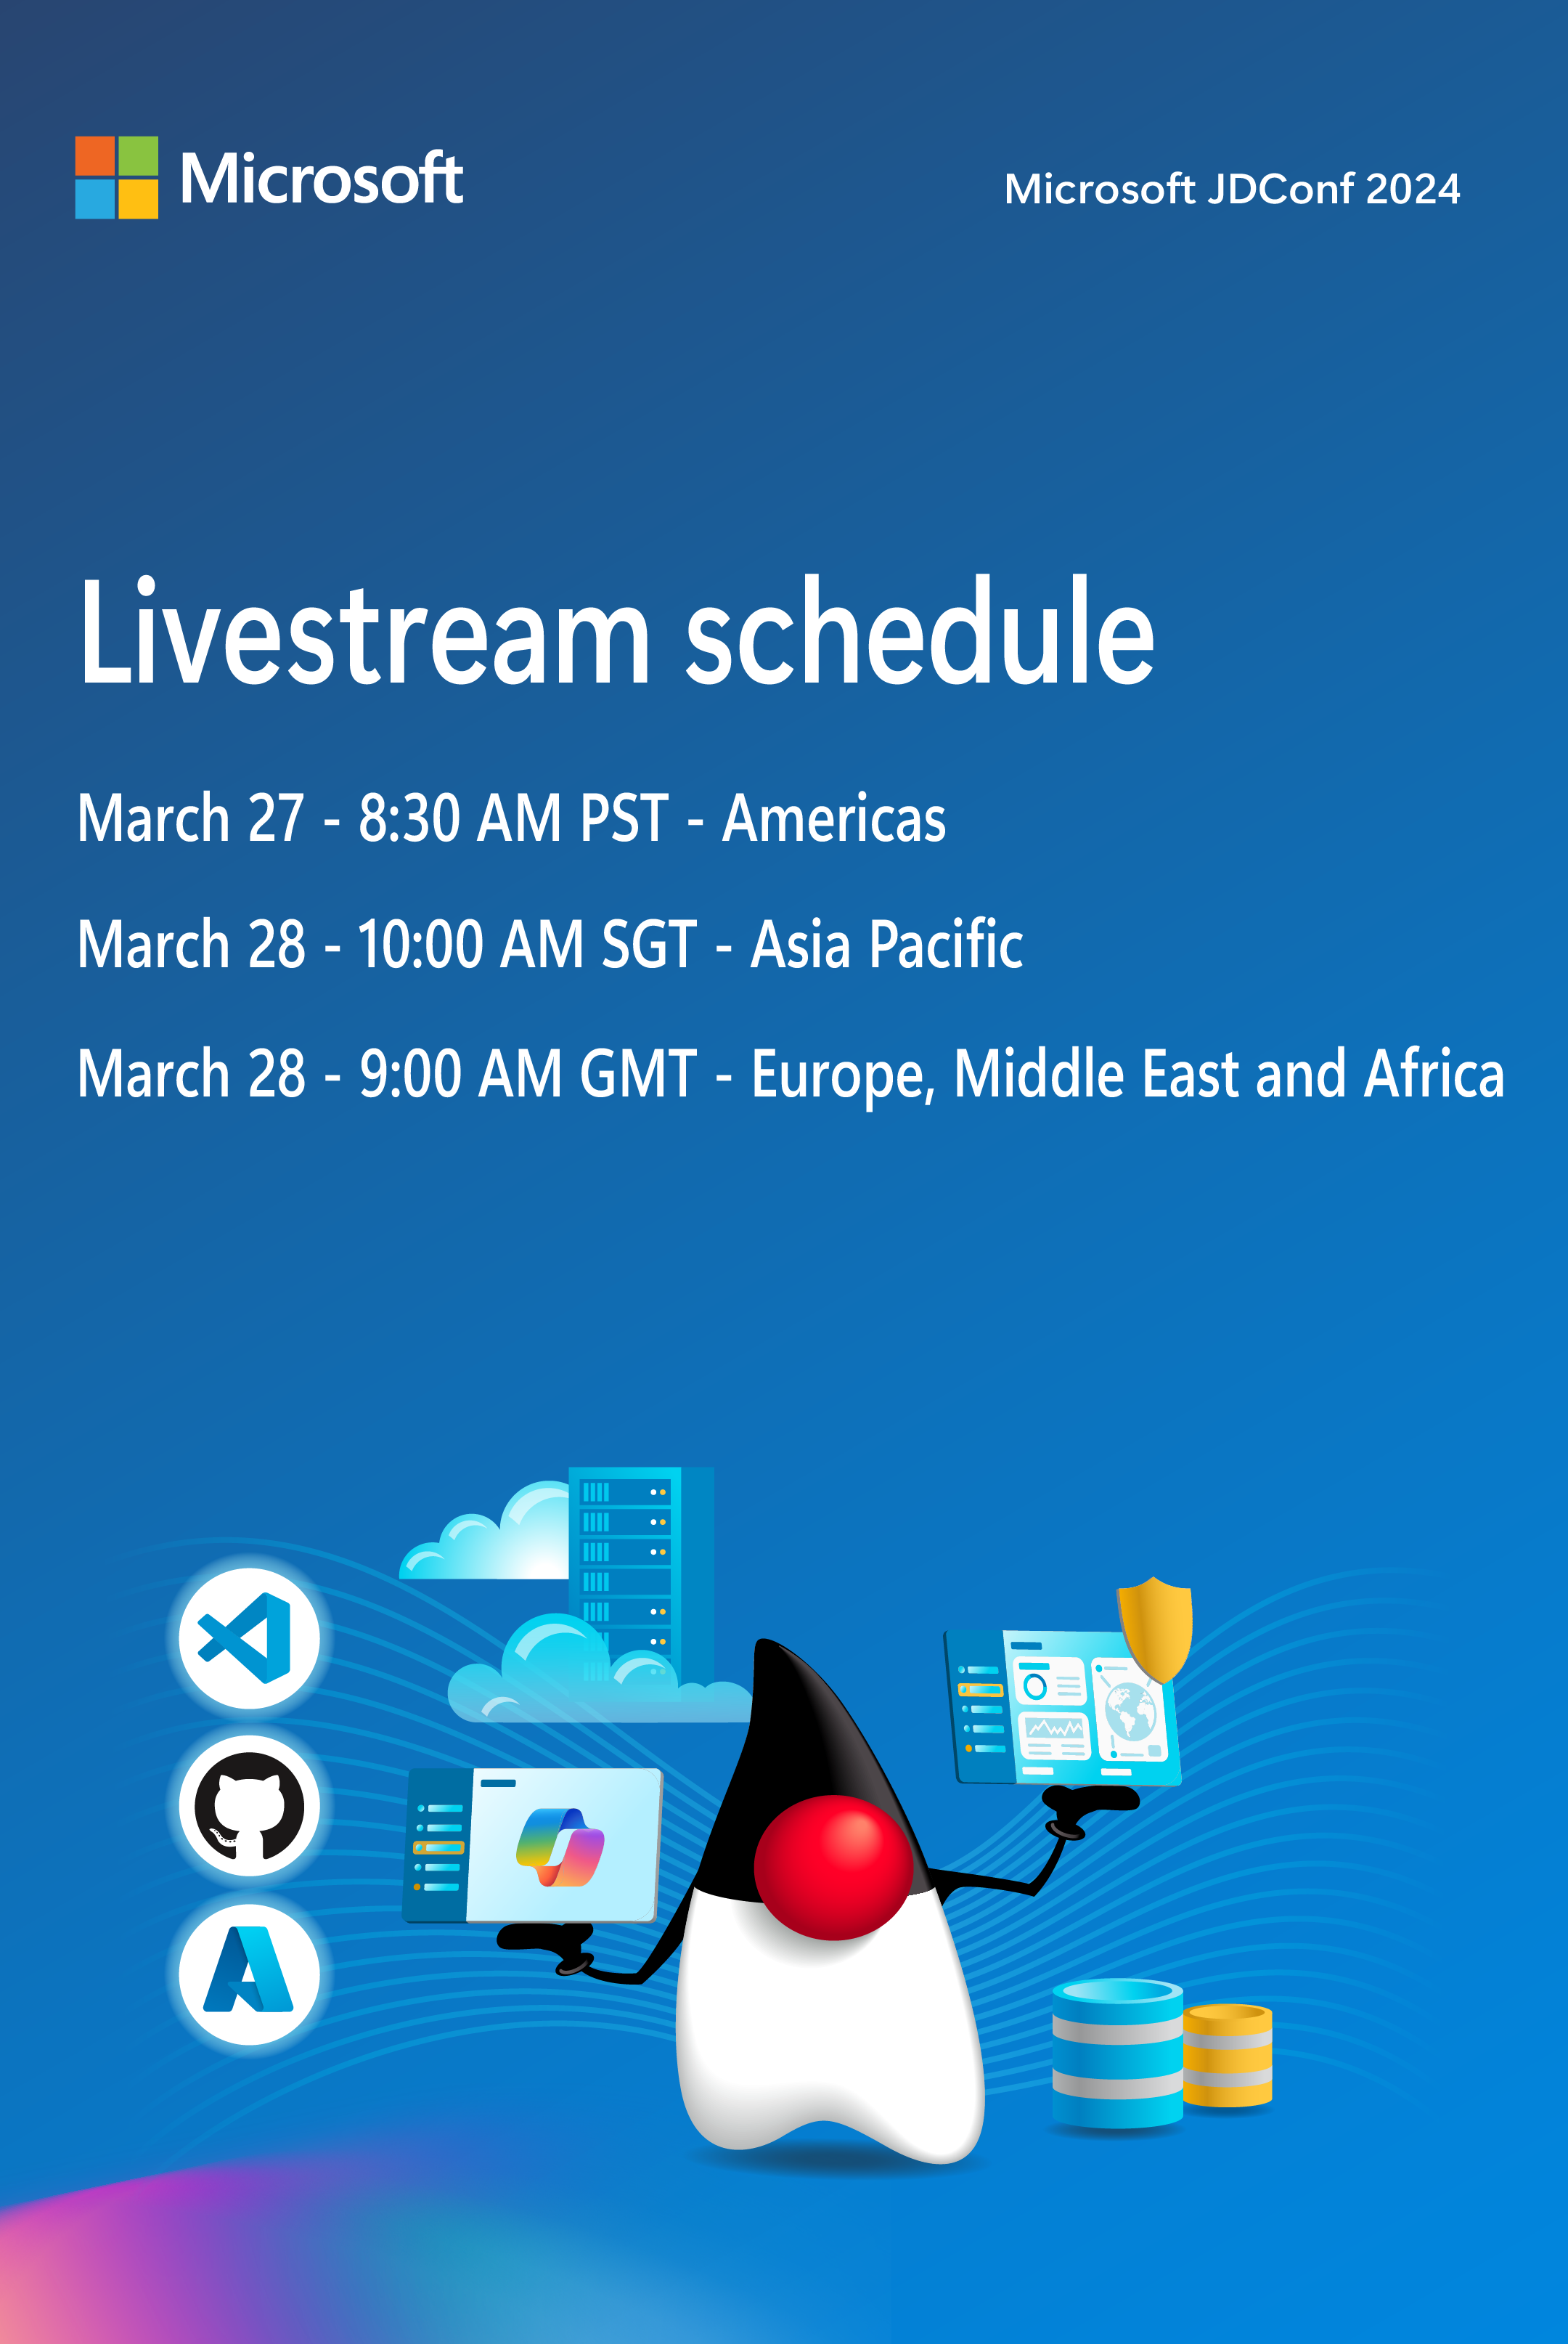 Microsoft
Microsoft JDConf 2024
Livestream schedule
March 27 - 8:30 AM PST - Americas
March 28 - 10:00 AM SGT - Asia Pacific
March 28 - 9:00 AM GMT - Europe, Middle East and Africa